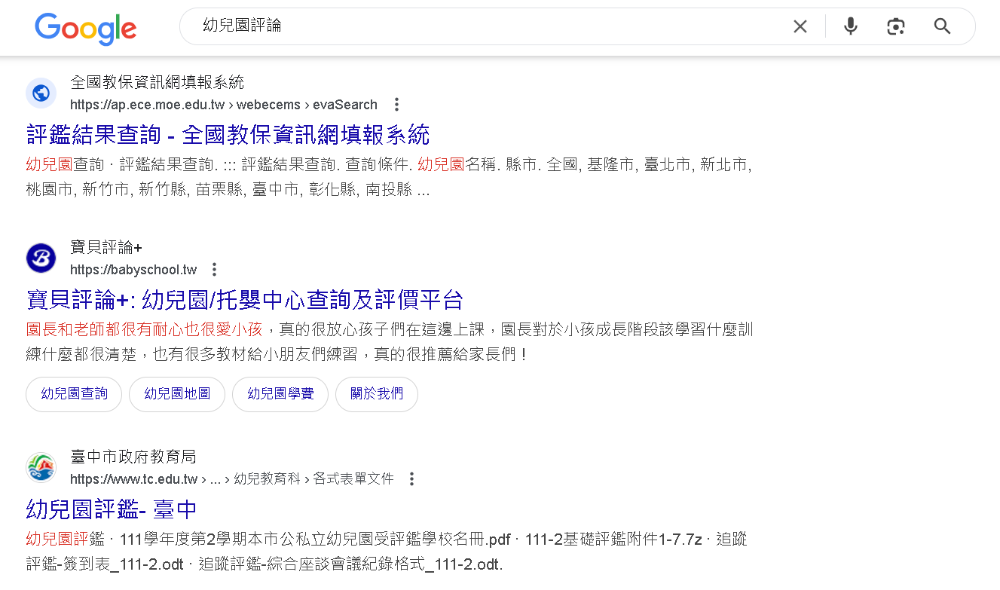 Google
幼兒園評論
全國教保資訊網填報系統
https://ap.ece.moe.edu.tw › webecems › evaSearch
評鑑結果查詢 - 全國教保資訊網填報系統
幼兒園查詢 · 評鑑結果查詢. ::: 評鑑結果查詢. 查詢條件. 幼兒園名稱. 縣市. 全國, 基隆市, 臺北市, 新北市,
桃園市, 新竹市, 新竹縣, 苗栗縣, 臺中市, 彰化縣, 南投縣 ...
寶貝評論+
https://babyschool.tw
寶貝評論+: 幼兒園/托嬰中心查詢及評價平台
園長和老師都很有耐心也很愛小孩，真的很放心孩子們在這邊上課，園長對於小孩成長階段該學習什麼訓
練什麼都很清楚，也有很多教材給小朋友們練習，真的很推薦給家長們！
幼兒園查詢 幼兒園地圖 幼兒園學費 關於我們
臺中市政府教育局
https://www.tc.edu.tw › ... › 幼兒教育科 › 各式表單文件
幼兒園評鑑- 臺中
幼兒園評鑑 · 111學年度第2學期本市公私立幼兒園受評鑑學校名冊.pdf · 111-2基礎評鑑附件1-7.7z · 追蹤
評鑑-簽到表_111-2.odt · 追蹤評鑑-綜合座談會議紀錄格式_111-2.odt.